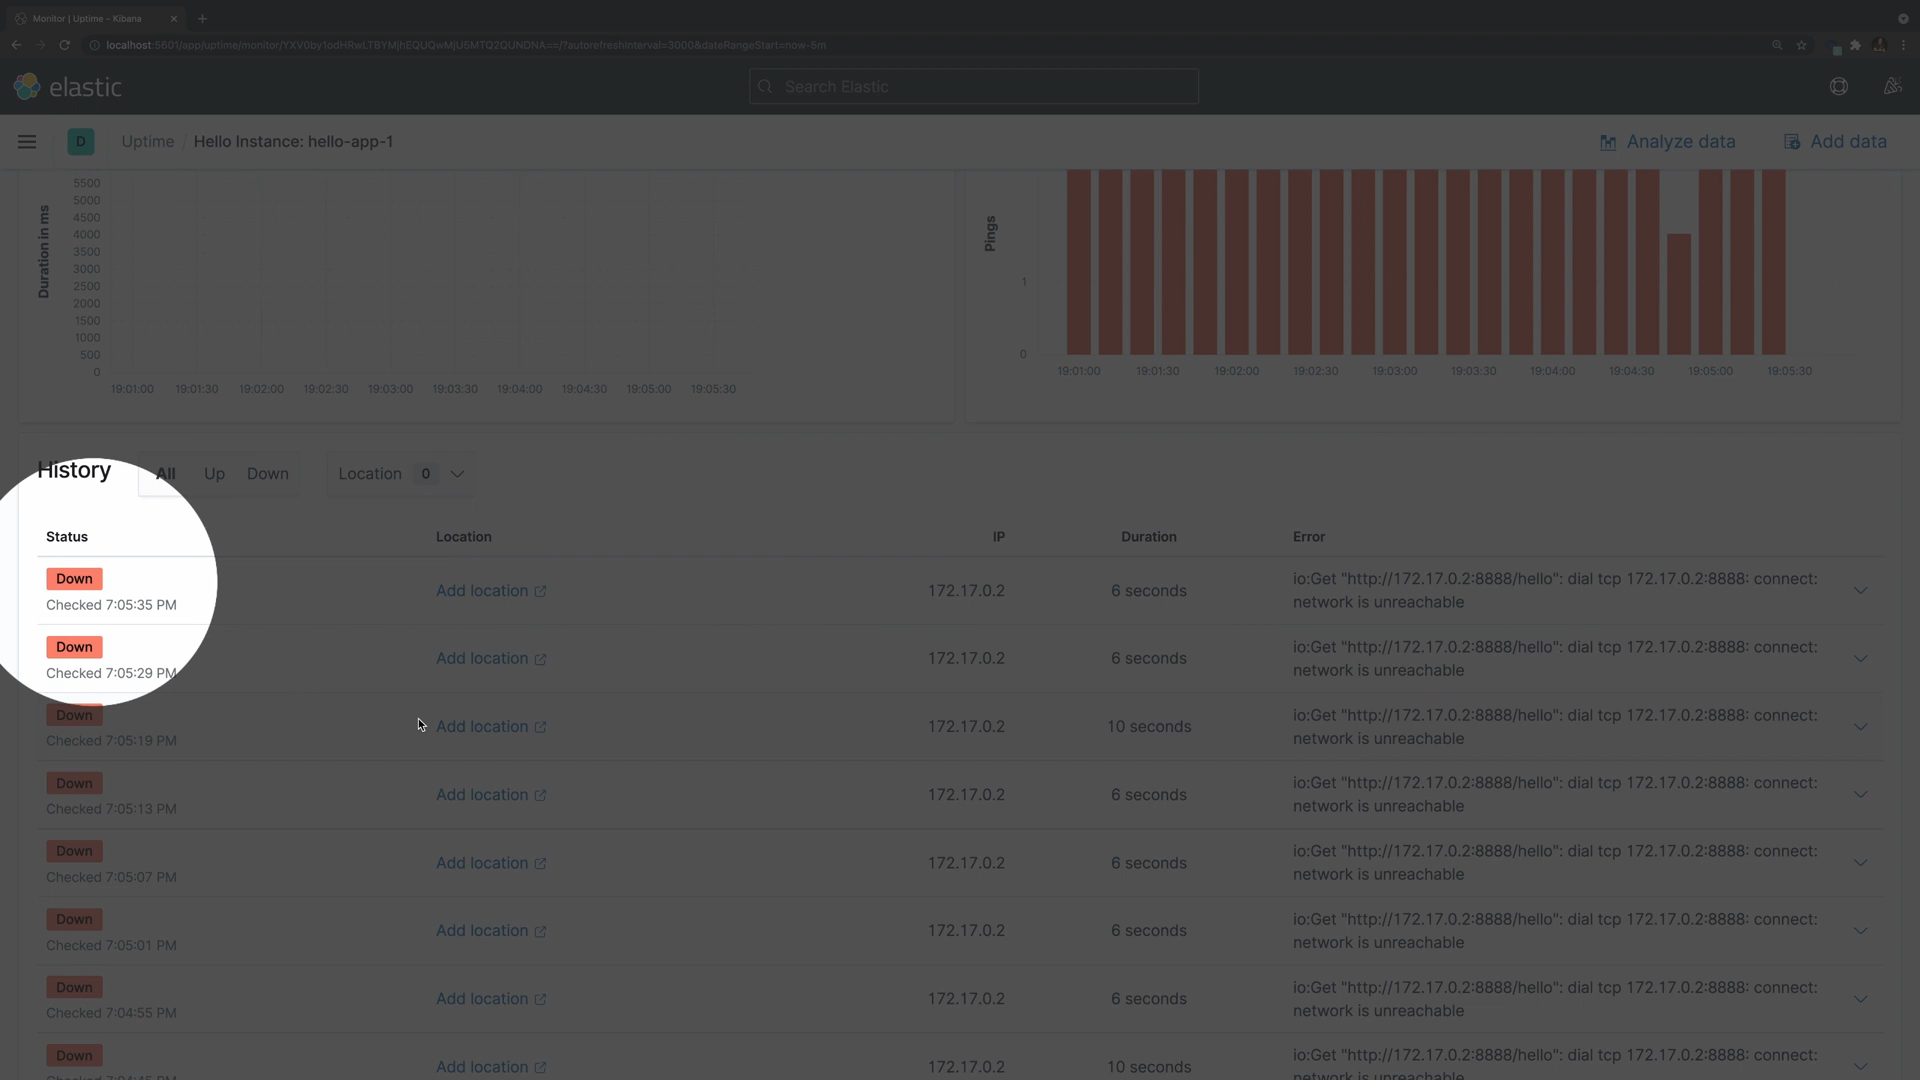 Monitor | Uptime - Kibana
localhost:5601/app/uptime/monitor/YXV0by1odHRwLTBYMjhEQUQwMjU5MTQ2QUNDNA==/?autorefreshInterval=3000&dateRangeStart=now-5m
elastic
Search Elastic
D
Uptime / Hello Instance: hello-app-1
Analyze data
Add data
Duration in ms
5500
5000
4500
4000
3500
3000
2500
2000
1500
1000
500
0
19:01:00 19:01:30 19:02:00 19:02:30 19:03:00 19:03:30 19:04:00 19:04:30 19:05:00 19:05:30
Pings
1
0
19:01:00 19:01:30 19:02:00 19:02:30 19:03:00 19:03:30 19:04:00 19:04:30 19:05:00 19:05:30
History All Up Down Location 0
Status Location IP Duration Error
Down
Checked 7:05:35 PM
Add location 172.17.0.2 6 seconds
io:Get "http://172.17.0.2:8888/hello": dial tcp 172.17.0.2:8888: connect:
network is unreachable
Down
Checked 7:05:29 PM
Add location 172.17.0.2 6 seconds
io:Get "http://172.17.0.2:8888/hello": dial tcp 172.17.0.2:8888: connect:
network is unreachable
Down
Checked 7:05:19 PM
Add location 172.17.0.2 10 seconds
io:Get "http://172.17.0.2:8888/hello": dial tcp 172.17.0.2:8888: connect:
network is unreachable
Down
Checked 7:05:13 PM
Add location 172.17.0.2 6 seconds
io:Get "http://172.17.0.2:8888/hello": dial tcp 172.17.0.2:8888: connect:
network is unreachable
Down
Checked 7:05:07 PM
Add location 172.17.0.2 6 seconds
io:Get "http://172.17.0.2:8888/hello": dial tcp 172.17.0.2:8888: connect:
network is unreachable
Down
Checked 7:05:01 PM
Add location 172.17.0.2 6 seconds
io:Get "http://172.17.0.2:8888/hello": dial tcp 172.17.0.2:8888: connect:
network is unreachable
Down
Checked 7:04:55 PM
Add location 172.17.0.2 6 seconds
io:Get "http://172.17.0.2:8888/hello": dial tcp 172.17.0.2:8888: connect:
network is unreachable
Down
Add location 172.17.0.2 10 seconds
io:Get "http://172.17.0.2:8888/hello": dial tcp 172.17.0.2:8888: connect:
network is unreachable